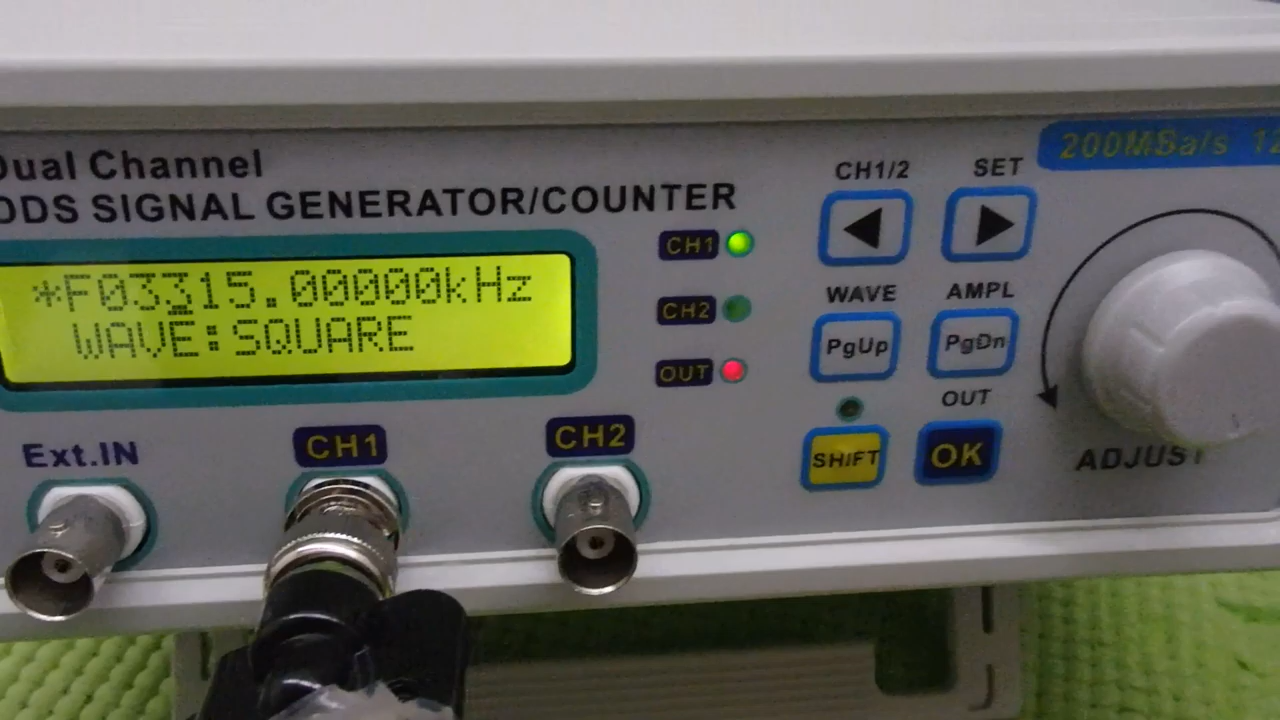 Dual Channel
DDS SIGNAL GENERATOR/COUNTER
200MSa/s 12
CH1/2
SET
*F03315.00000kHz
WAVE:SQUARE
CH1
CH2
OUT
WAVE
AMPL
PgUp
PgDn
OUT
SHIFT
OK
ADJUST
Ext.IN
CH1
CH2